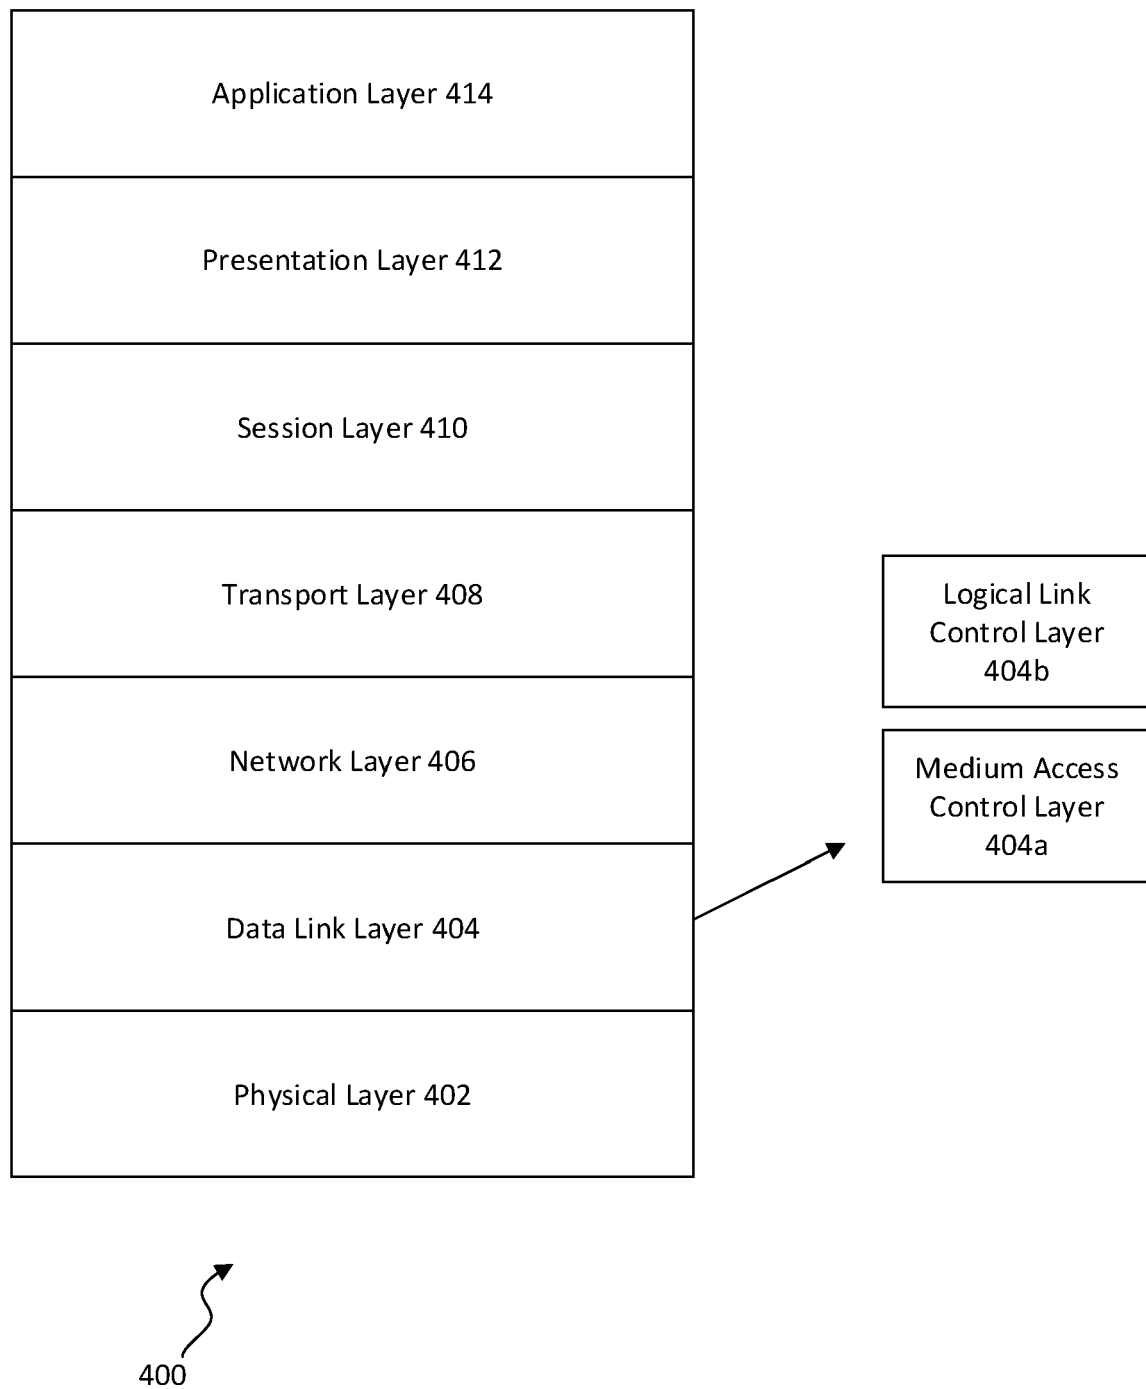 Application Layer 414
Presentation Layer 412
Session Layer 410
Transport Layer 408
Network Layer 406
Data Link Layer 404
Physical Layer 402
Logical Link
Control Layer
404b
Medium Access
Control Layer
404a
400